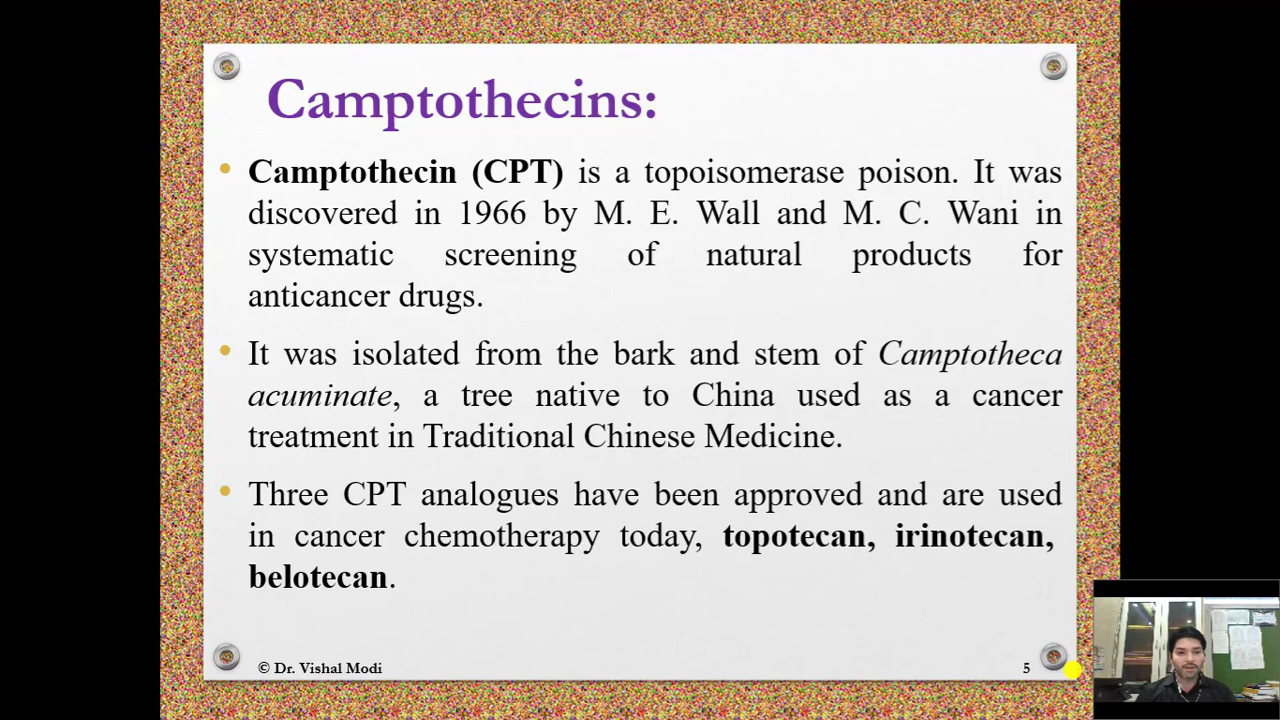 Camptothecins:
• Camptothecin (CPT) is a topoisomerase poison. It was
discovered in 1966 by M. E. Wall and M. C. Wani in
systematic screening of natural products for
anticancer drugs.
• It was isolated from the bark and stem of Camptotheca
acuminate, a tree native to China used as a cancer
treatment in Traditional Chinese Medicine.
• Three CPT analogues have been approved and are used
in cancer chemotherapy today, topotecan, irinotecan,
belotecan.
© Dr. Vishal Modi
5